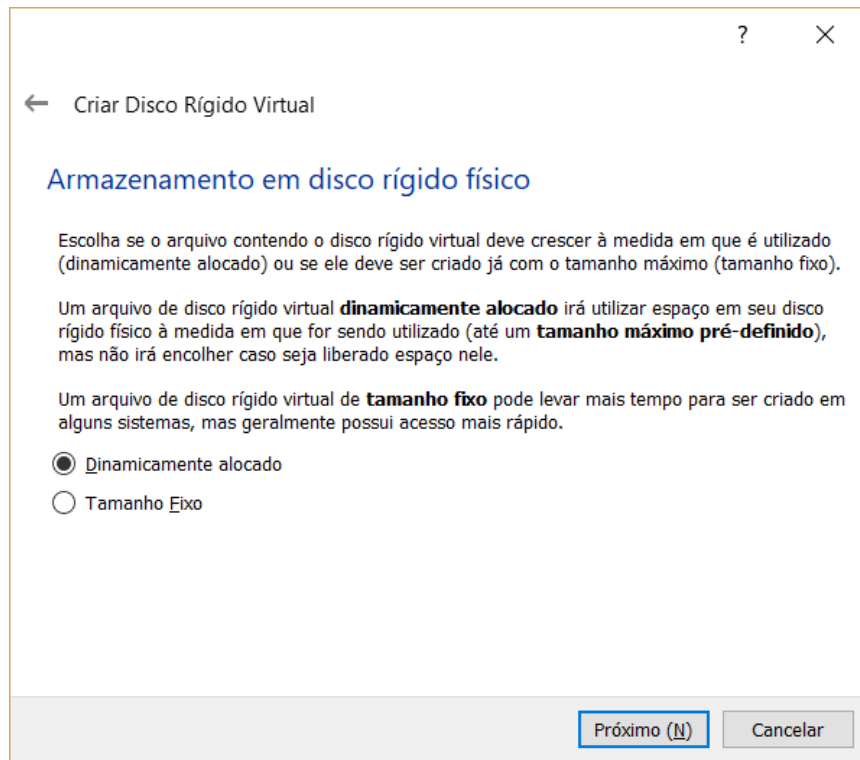 ?
Criar Disco Rígido Virtual
Armazenamento em disco rígido físico
Escolha se o arquivo contendo o disco rígido virtual deve crescer à medida em que é utilizado
(dinamicamente alocado) ou se ele deve ser criado já com o tamanho máximo (tamanho fixo).
Um arquivo de disco rígido virtual dinamicamente alocado irá utilizar espaço em seu disco
rígido físico à medida em que for sendo utilizado (até um tamanho máximo pré-definido),
mas não irá encolher caso seja liberado espaço nele.
Um arquivo de disco rígido virtual de tamanho fixo pode levar mais tempo para ser criado em
alguns sistemas, mas geralmente possui acesso mais rápido.
Dinamicamente alocado
Tamanho Fixo
Próximo (N) Cancelar